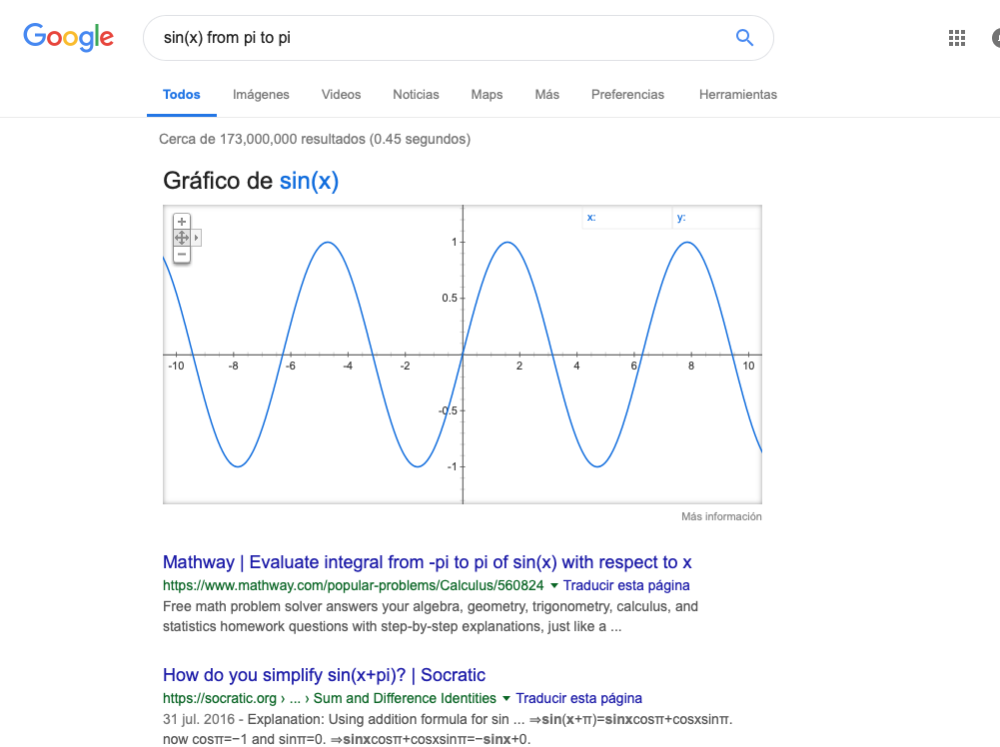 Google
sin(x) from pi to pi
Todos Imágenes Videos Noticias Maps Más Preferencias Herramientas
Cerca de 173,000,000 resultados (0.45 segundos)
Gráfico de sin(x)
x: y:
1
0.5
-10 -8 -6 -4 -2 2 4 6 8 10
-0.5
-1
Más información
Mathway | Evaluate integral from -pi to pi of sin(x) with respect to x
https://www.mathway.com/popular-problems/Calculus/560824 ▾ Traducir esta página
Free math problem solver answers your algebra, geometry, trigonometry, calculus, and
statistics homework questions with step-by-step explanations, just like a ...
How do you simplify sin(x+pi)? | Socratic
https://socratic.org › ... › Sum and Difference Identities ▾ Traducir esta página
31 jul. 2016 - Explanation: Using addition formula for sin ... ⇒sin(x+π)=sinxcosπ+cosxsinπ.
now cosπ=−1 and sinπ=0. ⇒sinxcosπ+cosxsinπ=−sinx+0.